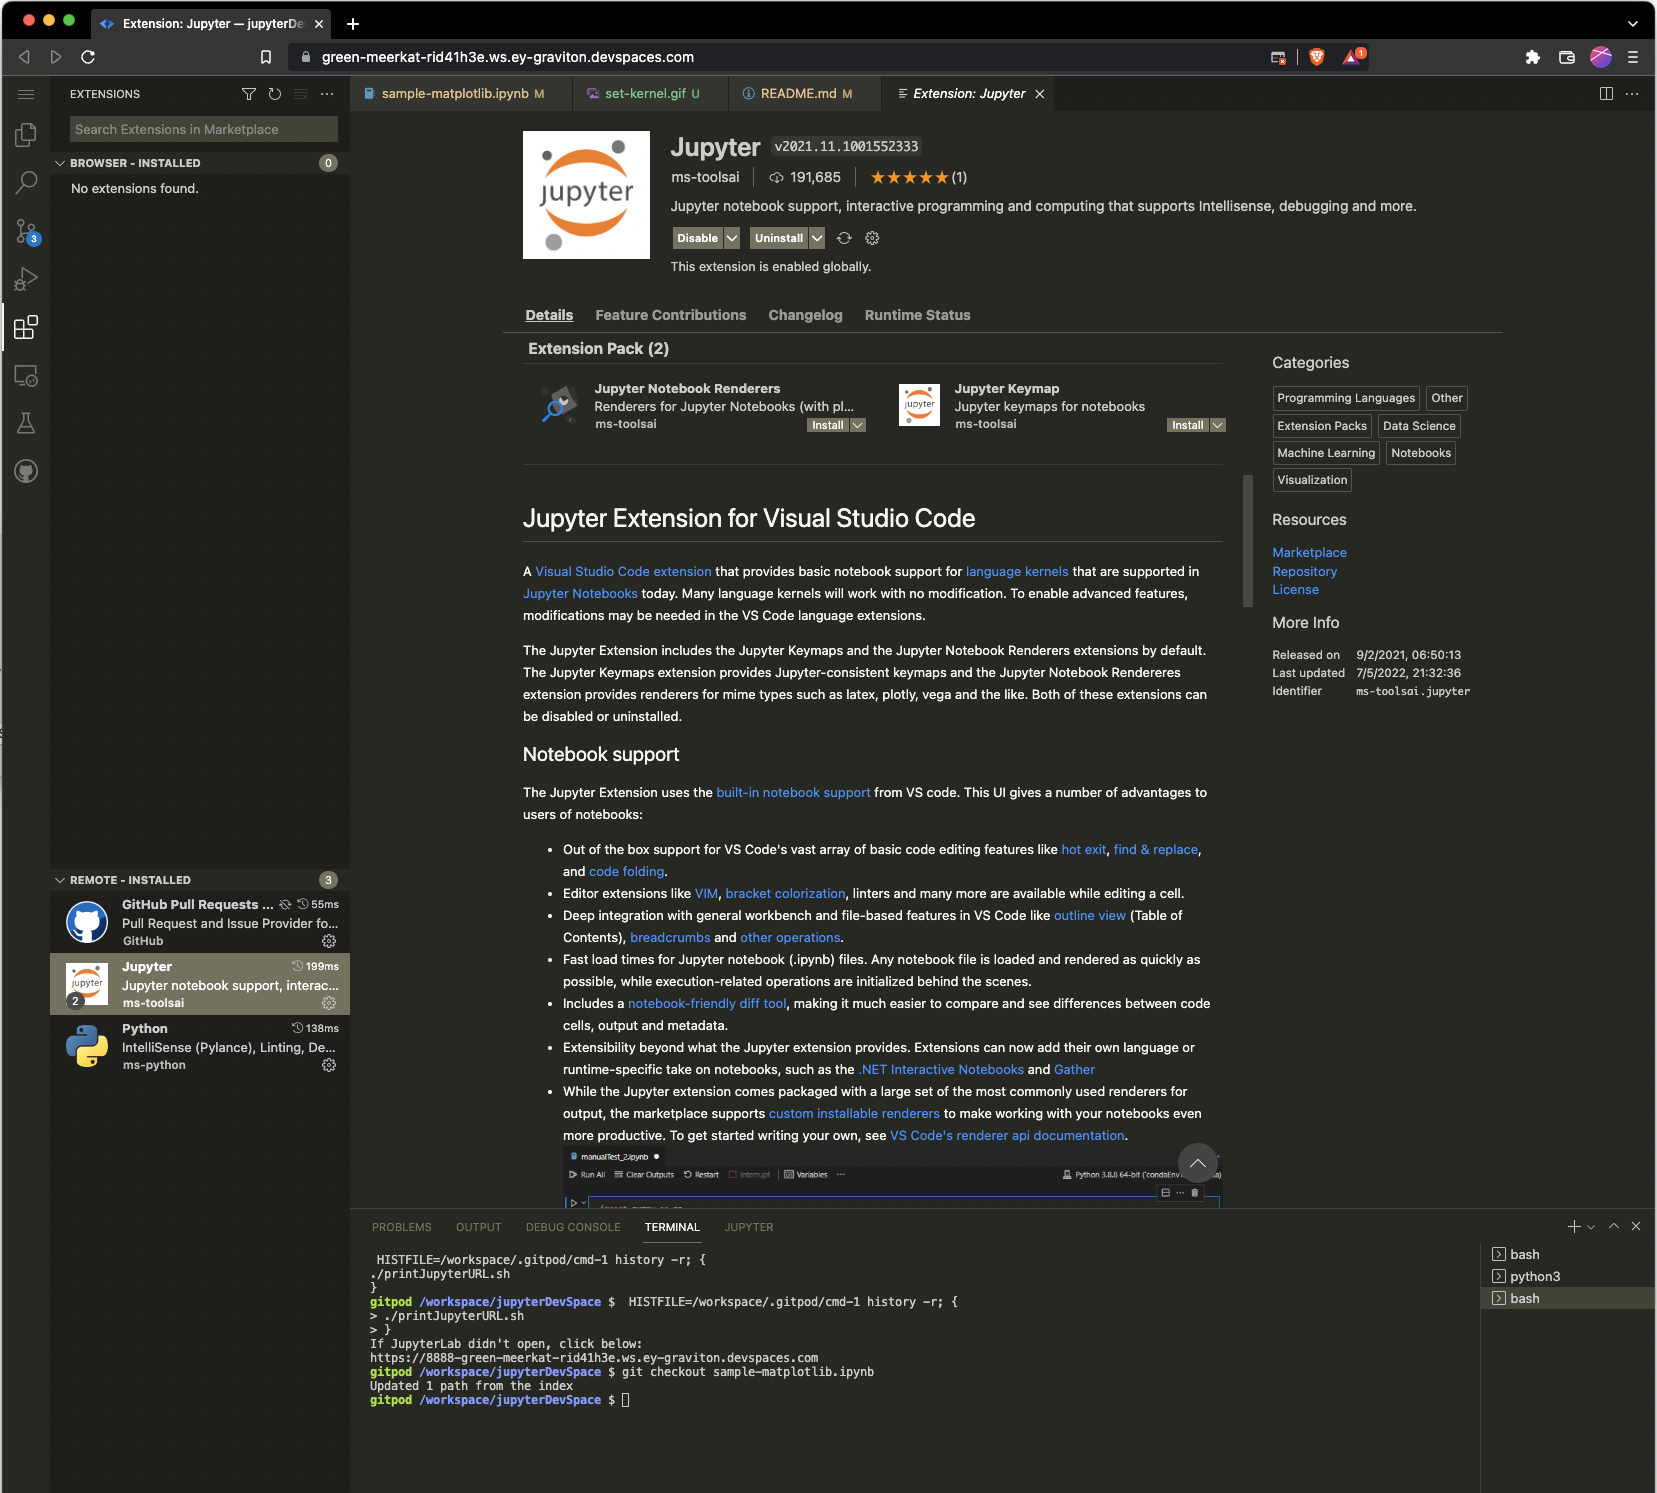 Extension: Jupyter — jupyterDe
green-meerkat-rid41h3e.ws.ey-graviton.devspaces.com
1
EXTENSIONS
sample-matplotlib.ipynb M
set-kernel.gif U
README.md M
Extension: Jupyter
Search Extensions in Marketplace
BROWSER - INSTALLED
0
No extensions found.
3
jupyter
Jupyter
v2021.11.1001552333
ms-toolsai
191,685
(1)
Jupyter notebook support, interactive programming and computing that supports Intellisense, debugging and more.
Disable
Uninstall
This extension is enabled globally.
Details
Feature Contributions
Changelog
Runtime Status
Extension Pack (2)
Jupyter Notebook Renderers
Renderers for Jupyter Notebooks (with pl...
ms-toolsai
Install
jupyter
Jupyter Keymap
Jupyter keymaps for notebooks
ms-toolsai
Install
Categories
Programming Languages
Other
Extension Packs
Data Science
Machine Learning
Notebooks
Visualization
Resources
Marketplace
Repository
License
More Info
Released on 9/2/2021, 06:50:13
Last updated 7/5/2022, 21:32:36
Identifier ms-toolsai.jupyter
Jupyter Extension for Visual Studio Code
A Visual Studio Code extension that provides basic notebook support for language kernels that are supported in
Jupyter Notebooks today. Many language kernels will work with no modification. To enable advanced features,
modifications may be needed in the VS Code language extensions.
The Jupyter Extension includes the Jupyter Keymaps and the Jupyter Notebook Renderers extensions by default.
The Jupyter Keymaps extension provides Jupyter-consistent keymaps and the Jupyter Notebook Rendereres
extension provides renderers for mime types such as latex, plotly, vega and the like. Both of these extensions can
be disabled or uninstalled.
Notebook support
The Jupyter Extension uses the built-in notebook support from VS code. This UI gives a number of advantages to
users of notebooks:
• Out of the box support for VS Code's vast array of basic code editing features like hot exit, find & replace,
and code folding.
• Editor extensions like VIM, bracket colorization, linters and many more are available while editing a cell.
• Deep integration with general workbench and file-based features in VS Code like outline view (Table of
Contents), breadcrumbs and other operations.
• Fast load times for Jupyter notebook (.ipynb) files. Any notebook file is loaded and rendered as quickly as
possible, while execution-related operations are initialized behind the scenes.
• Includes a notebook-friendly diff tool, making it much easier to compare and see differences between code
cells, output and metadata.
• Extensibility beyond what the Jupyter extension provides. Extensions can now add their own language or
runtime-specific take on notebooks, such as the .NET Interactive Notebooks and Gather
• While the Jupyter extension comes packaged with a large set of the most commonly used renderers for
output, the marketplace supports custom installable renderers to make working with your notebooks even
more productive. To get started writing your own, see VS Code's renderer api documentation.
manualTest_2.ipynb
Run All
Clear Outputs
Restart
Interrupt
Variables
Python 3.8.8 64-bit ('condaEnv
REMOTE - INSTALLED
3
GitHub Pull Requests ...
55ms
Pull Request and Issue Provider fo...
GitHub
jupyter
2
Jupyter
199ms
Jupyter notebook support, interac...
ms-toolsai
Python
138ms
IntelliSense (Pylance), Linting, De...
ms-python
PROBLEMS
OUTPUT
DEBUG CONSOLE
TERMINAL
JUPYTER
HISTFILE=/workspace/.gitpod/cmd-1 history -r; {
./printJupyterURL.sh
}
gitpod /workspace/jupyterDevSpace $  HISTFILE=/workspace/.gitpod/cmd-1 history -r; {
> ./printJupyterURL.sh
> }
If JupyterLab didn't open, click below:
https://8888-green-meerkat-rid41h3e.ws.ey-graviton.devspaces.com
gitpod /workspace/jupyterDevSpace $ git checkout sample-matplotlib.ipynb
Updated 1 path from the index
gitpod /workspace/jupyterDevSpace $
bash
python3
bash